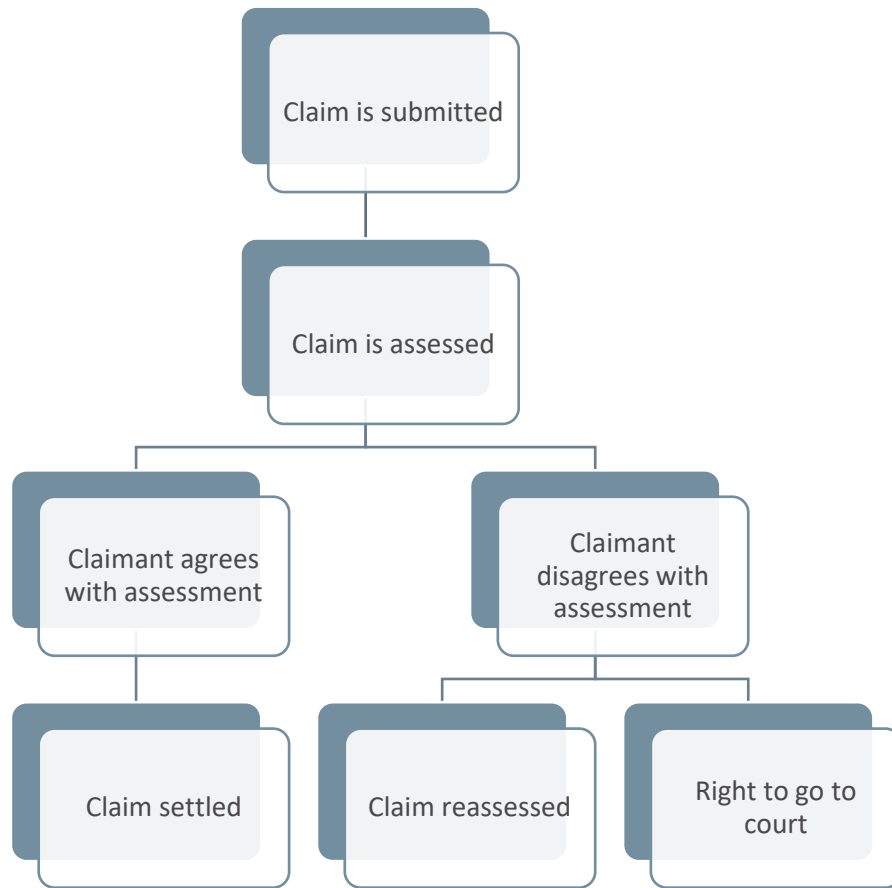 Claim is submitted
Claim is assessed
Claimant agrees
with assessment
Claimant
disagrees with
assessment
Claim settled
Claim reassessed
Right to go to
court